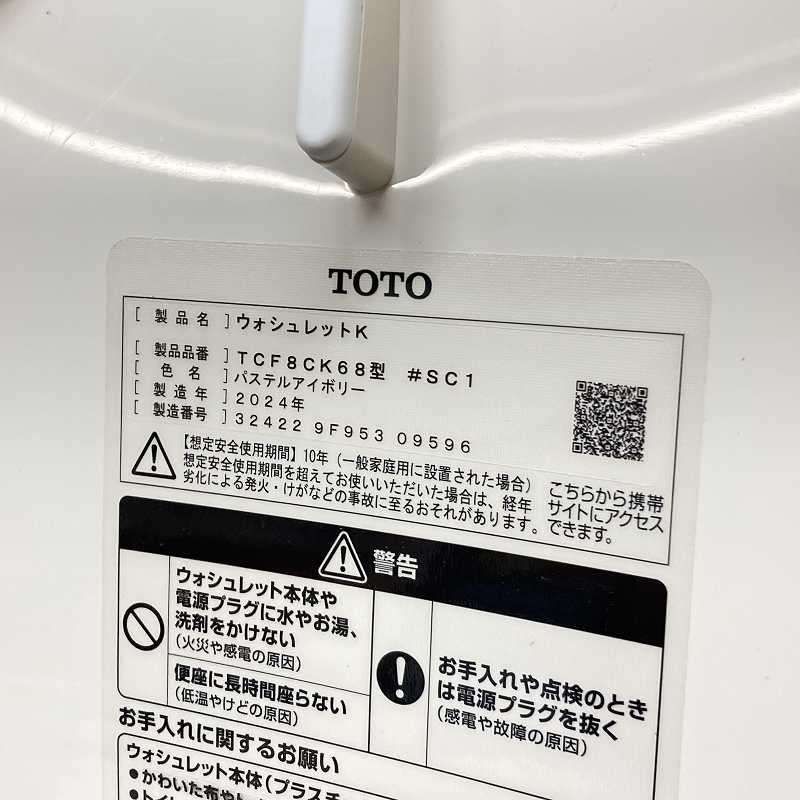 TOTO
[ 製品名 ] ウォシュレットK
[ 製品品番 ] TCF8CK68型 #SC1
[ 色名 ] パステルアイボリー
[ 製造年 ] 2024年
[ 製造番号 ] 32422 9F953 09596
【想定安全使用期間】10年（一般家庭用に設置された場合）
想定安全使用期間を超えてお使いいただいた場合は、経年
劣化による発火・けがなどの事故に至るおそれがあります。
こちらから携帯
サイトにアクセス
できます。
警告
ウォシュレット本体や
電源プラグに水やお湯、
洗剤をかけない
（火災や感電の原因）
便座に長時間座らない
（低温やけどの原因）
お手入れや点検のとき
は電源プラグを抜く
（感電や故障の原因）
お手入れに関するお願い
ウォシュレット本体（プラスチ
●かわいた布や
●トイレ